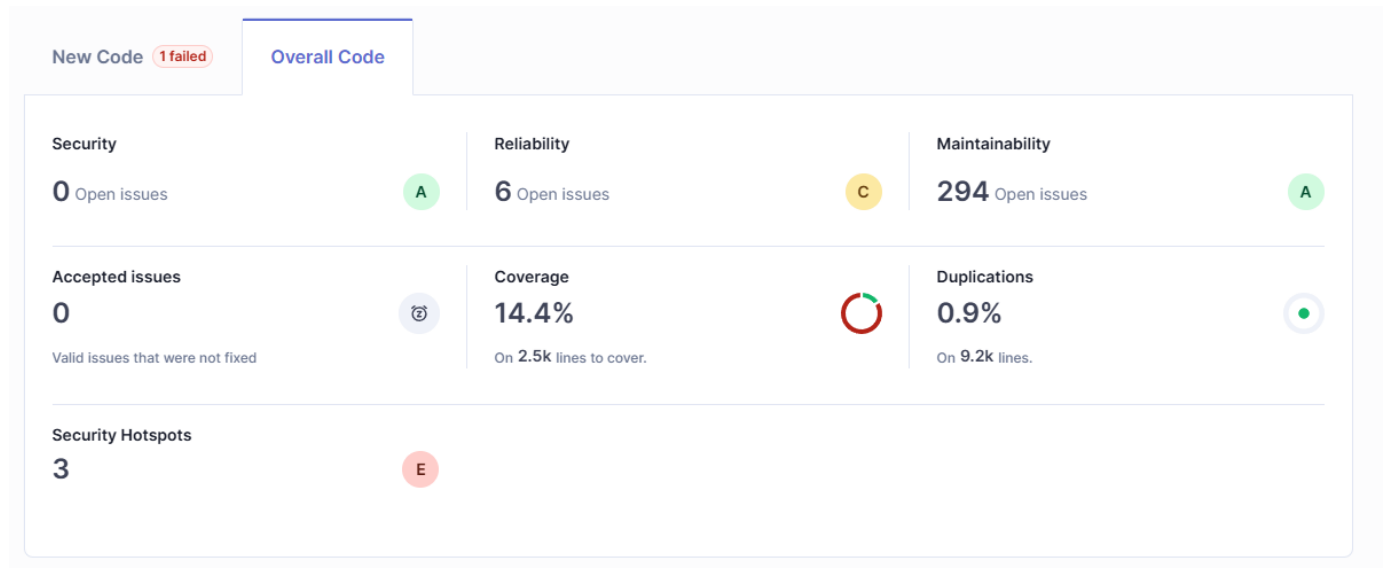 New Code 1 failed Overall Code
Security Reliability Maintainability
0 Open issues A 6 Open issues C 294 Open issues A
Accepted issues Coverage Duplications
0 14.4% 0.9%
Valid issues that were not fixed On 2.5k lines to cover. On 9.2k lines.
Security Hotspots
3 E